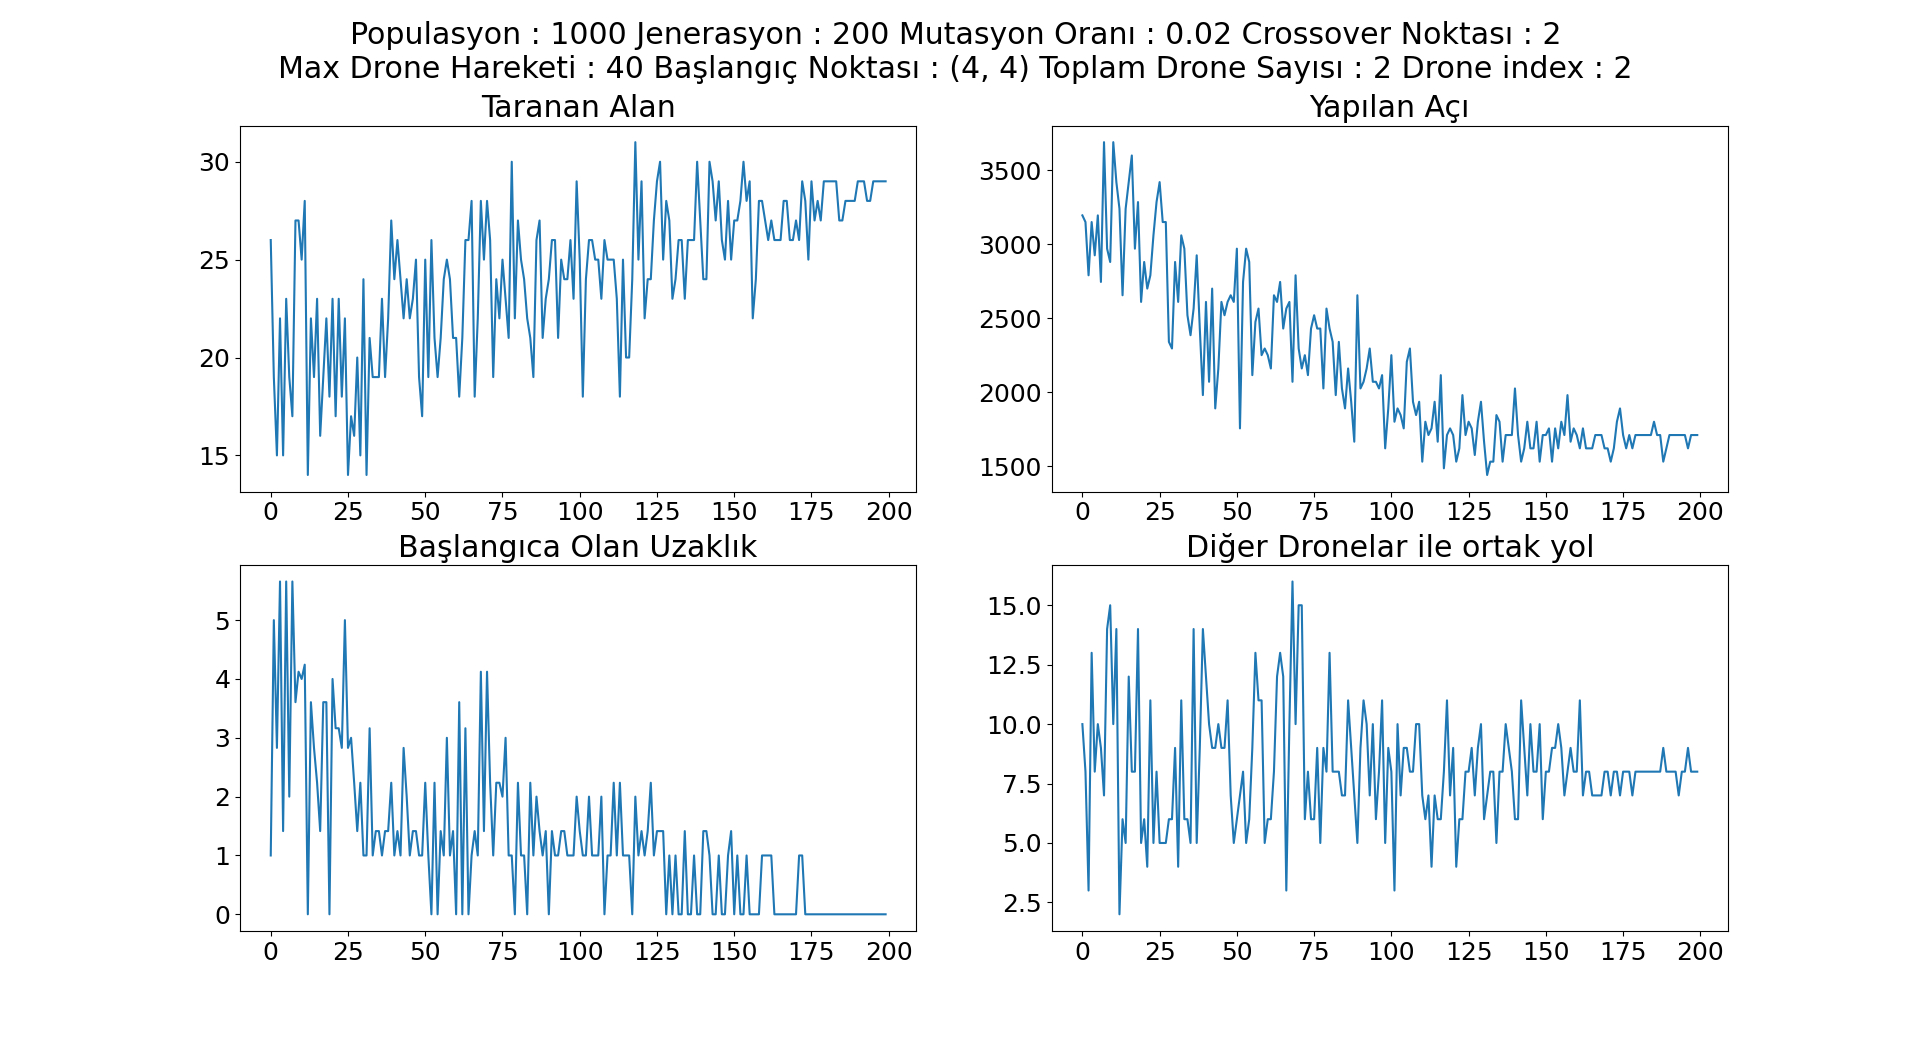 Populasyon : 1000 Jenerasyon : 200 Mutasyon Oranı : 0.02 Crossover Noktası : 2
Max Drone Hareketi : 40 Başlangıç Noktası : (4, 4) Toplam Drone Sayısı : 2 Drone index : 2
Taranan Alan
30
25
20
15
0 25 50 75 100 125 150 175 200
Yapılan Açı
3500
3000
2500
2000
1500
0 25 50 75 100 125 150 175 200
Başlangıca Olan Uzaklık
5
4
3
2
1
0
0 25 50 75 100 125 150 175 200
Diğer Dronelar ile ortak yol
15.0
12.5
10.0
7.5
5.0
2.5
0 25 50 75 100 125 150 175 200